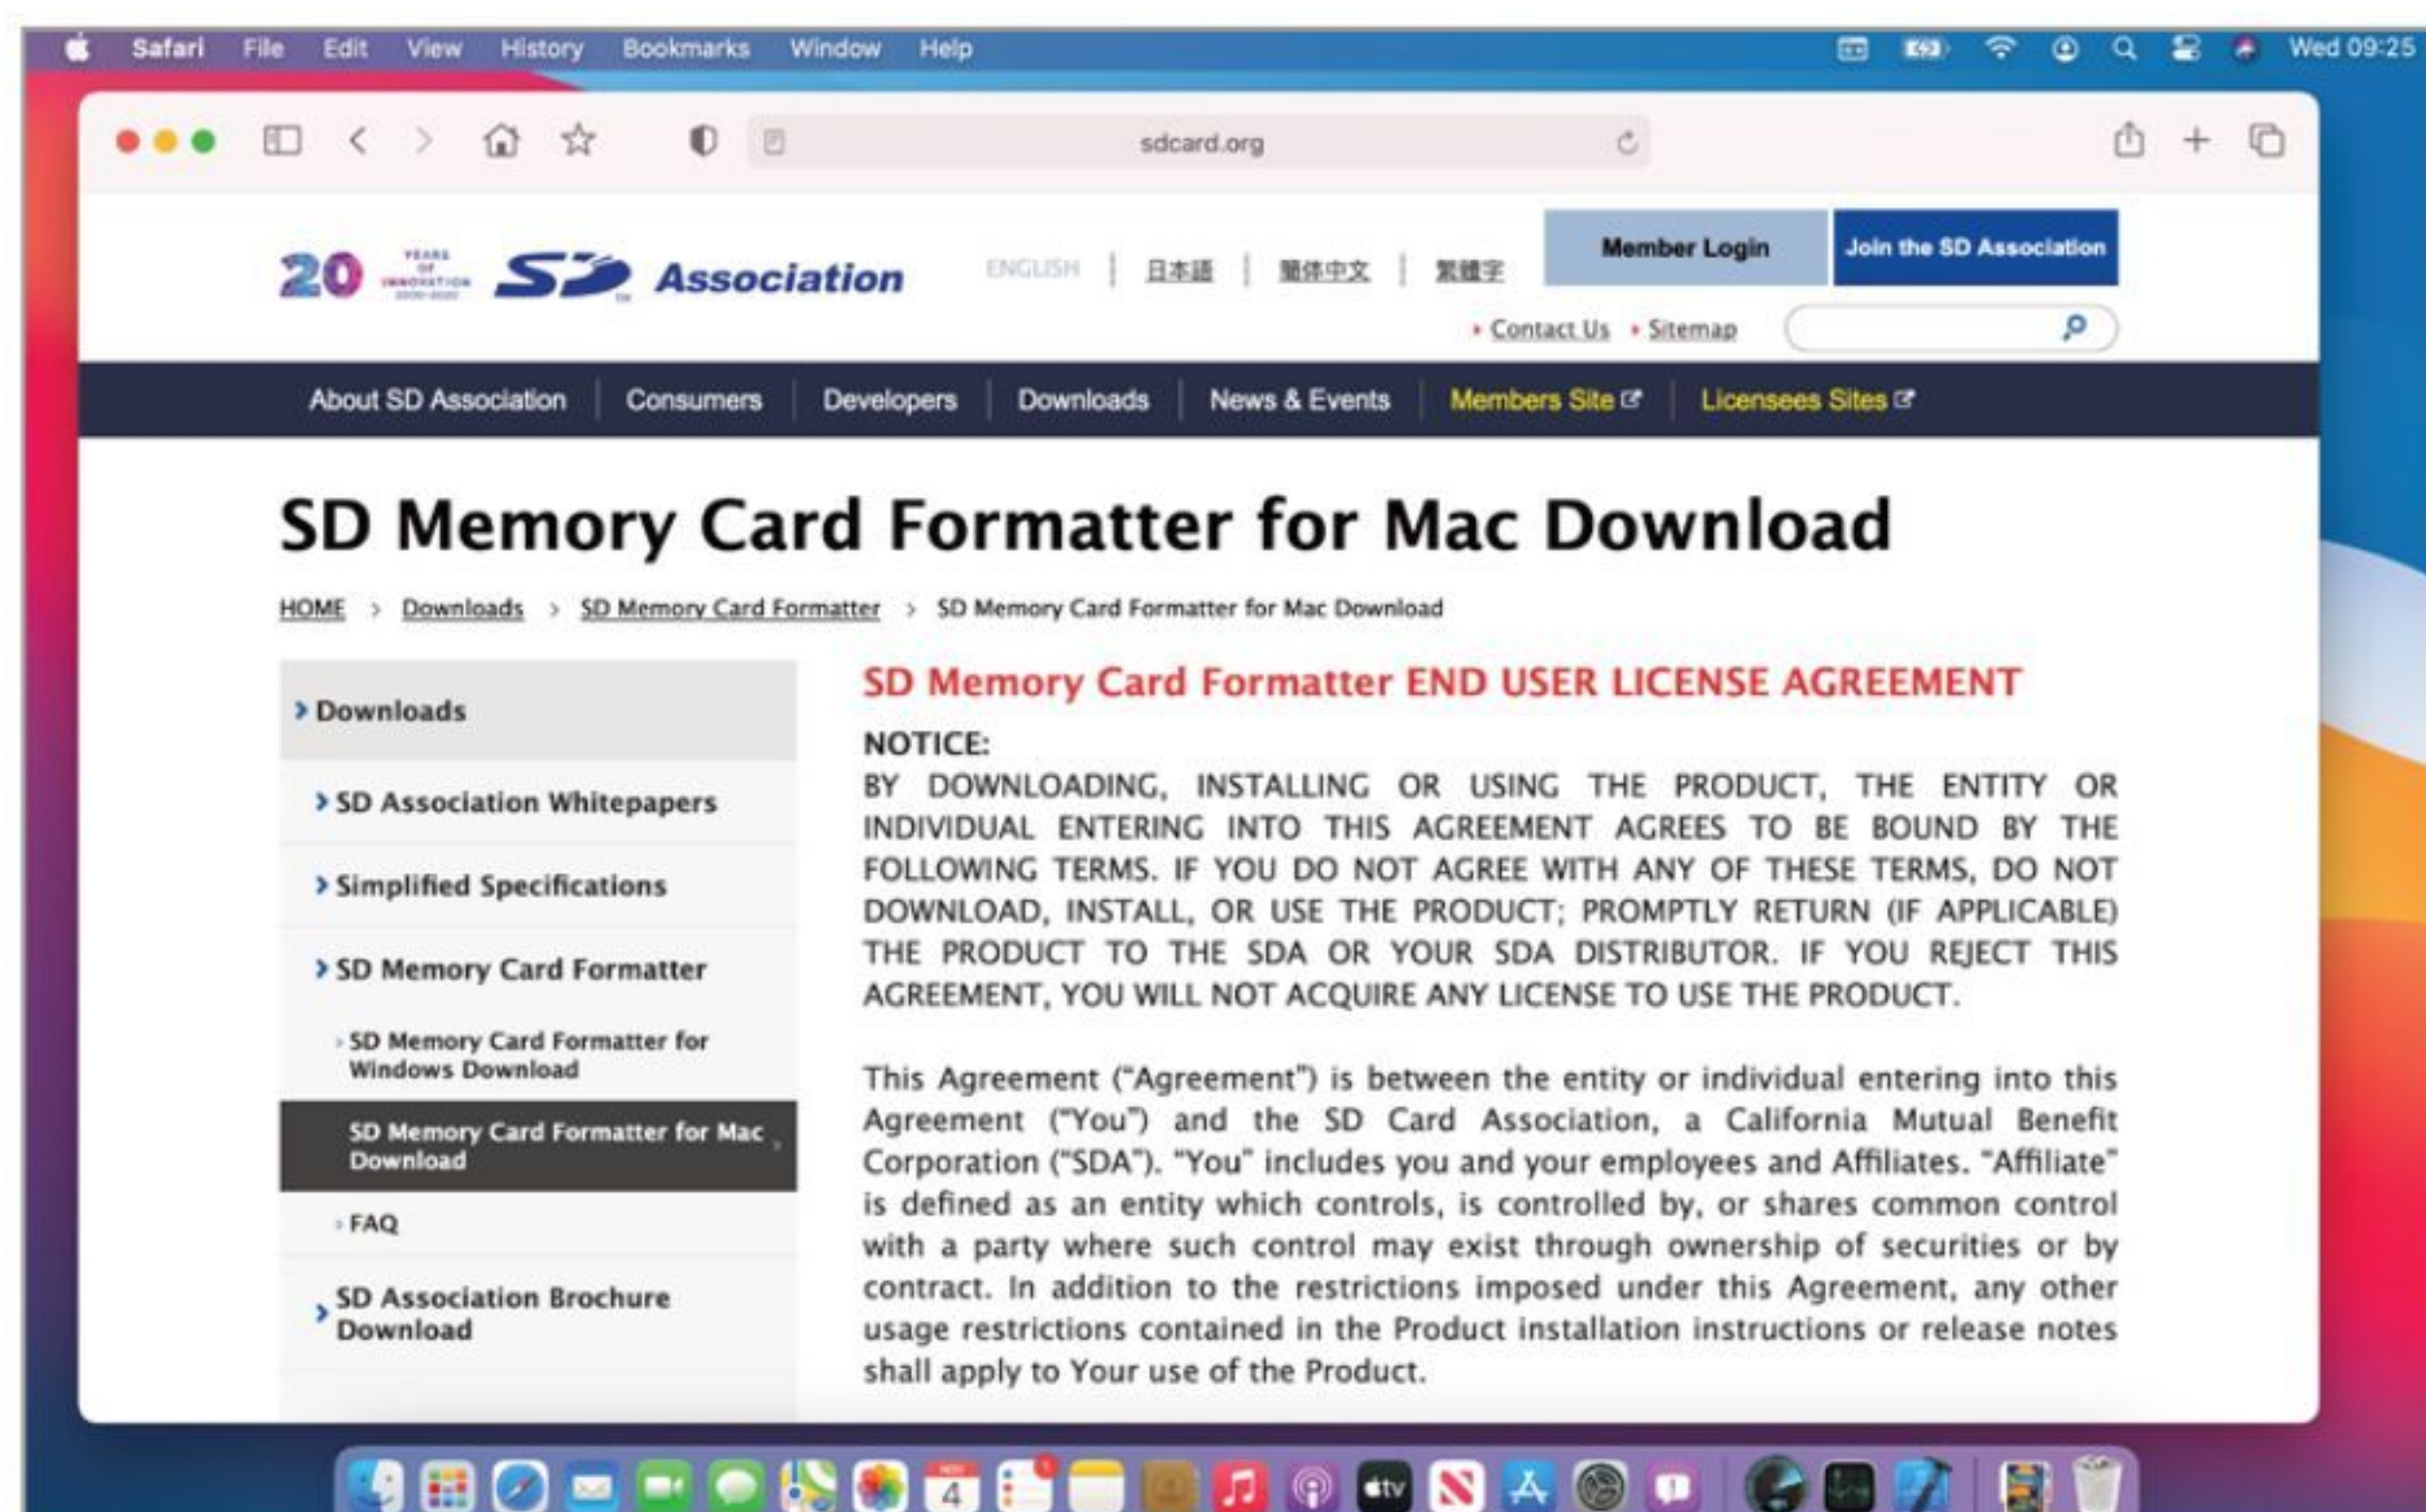 Safari File Edit View History Bookmarks Window Help Wed 09:25
sdcard.org
20 YEARS OF INNOVATION 2000-2020 SD Association
ENGLISH | 日本語 | 簡体中文 | 繁體字
Member Login
Join the SD Association
Contact Us Sitemap
About SD Association Consumers Developers Downloads News & Events Members Site Licensees Sites
SD Memory Card Formatter for Mac Download
HOME > Downloads > SD Memory Card Formatter > SD Memory Card Formatter for Mac Download
Downloads
SD Association Whitepapers
Simplified Specifications
SD Memory Card Formatter
SD Memory Card Formatter for
Windows Download
SD Memory Card Formatter for Mac
Download
FAQ
SD Association Brochure
Download
SD Memory Card Formatter END USER LICENSE AGREEMENT
NOTICE:
BY DOWNLOADING, INSTALLING OR USING THE PRODUCT, THE ENTITY OR
INDIVIDUAL ENTERING INTO THIS AGREEMENT AGREES TO BE BOUND BY THE
FOLLOWING TERMS. IF YOU DO NOT AGREE WITH ANY OF THESE TERMS, DO NOT
DOWNLOAD, INSTALL, OR USE THE PRODUCT; PROMPTLY RETURN (IF APPLICABLE)
THE PRODUCT TO THE SDA OR YOUR SDA DISTRIBUTOR. IF YOU REJECT THIS
AGREEMENT, YOU WILL NOT ACQUIRE ANY LICENSE TO USE THE PRODUCT.
This Agreement (“Agreement”) is between the entity or individual entering into this
Agreement (“You”) and the SD Card Association, a California Mutual Benefit
Corporation (“SDA”). “You” includes you and your employees and Affiliates. “Affiliate”
is defined as an entity which controls, is controlled by, or shares common control
with a party where such control may exist through ownership of securities or by
contract. In addition to the restrictions imposed under this Agreement, any other
usage restrictions contained in the Product installation instructions or release notes
shall apply to Your use of the Product.
NOV
4
1
tv